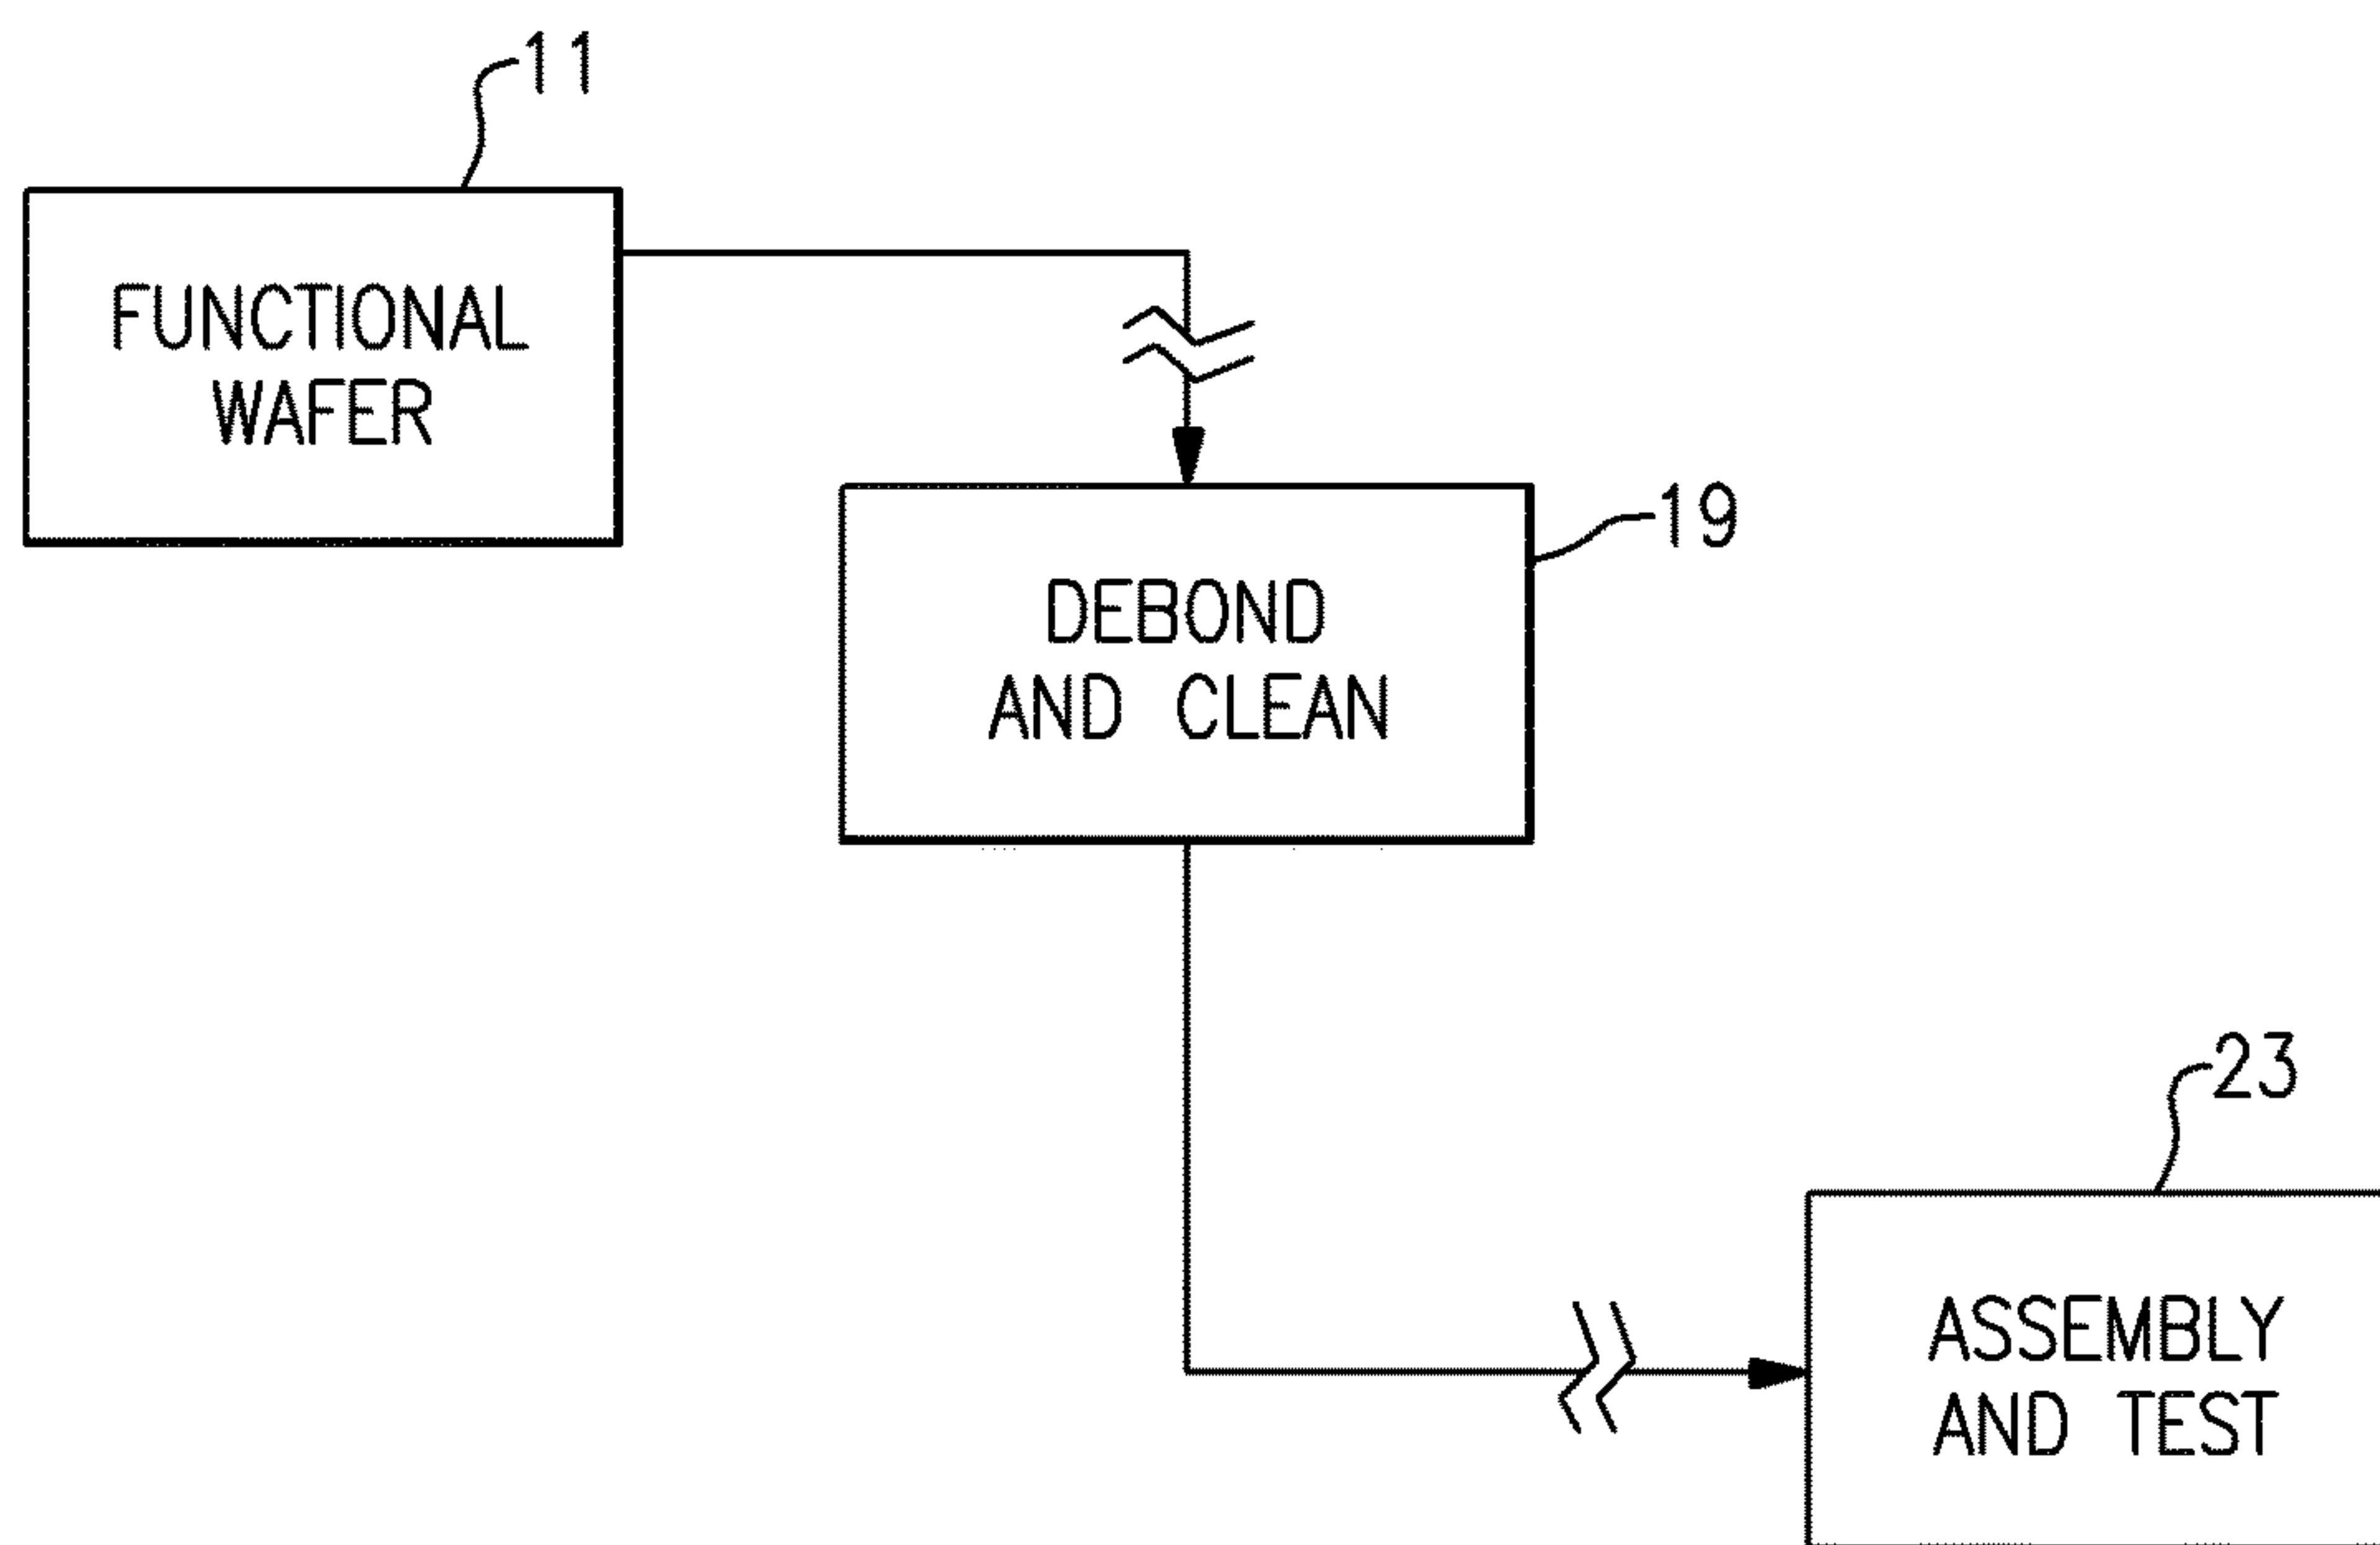 11
FUNCTIONAL
WAFER
19
DEBOND
AND CLEAN
23
ASSEMBLY
AND TEST